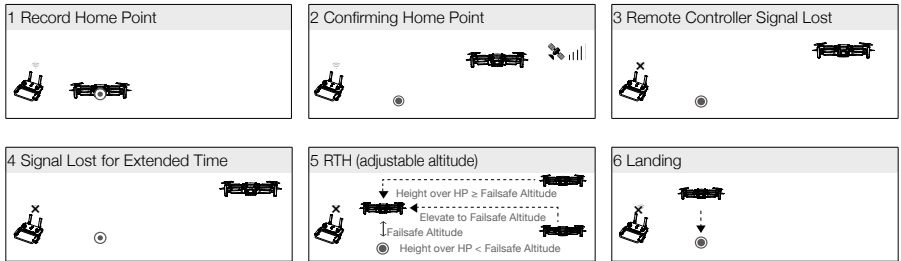 1 Record Home Point
2 Confirming Home Point
3 Remote Controller Signal Lost
4 Signal Lost for Extended Time
5 RTH (adjustable altitude)
Height over HP ≥ Failsafe Altitude
Elevate to Failsafe Altitude
Failsafe Altitude
Height over HP < Failsafe Altitude
6 Landing